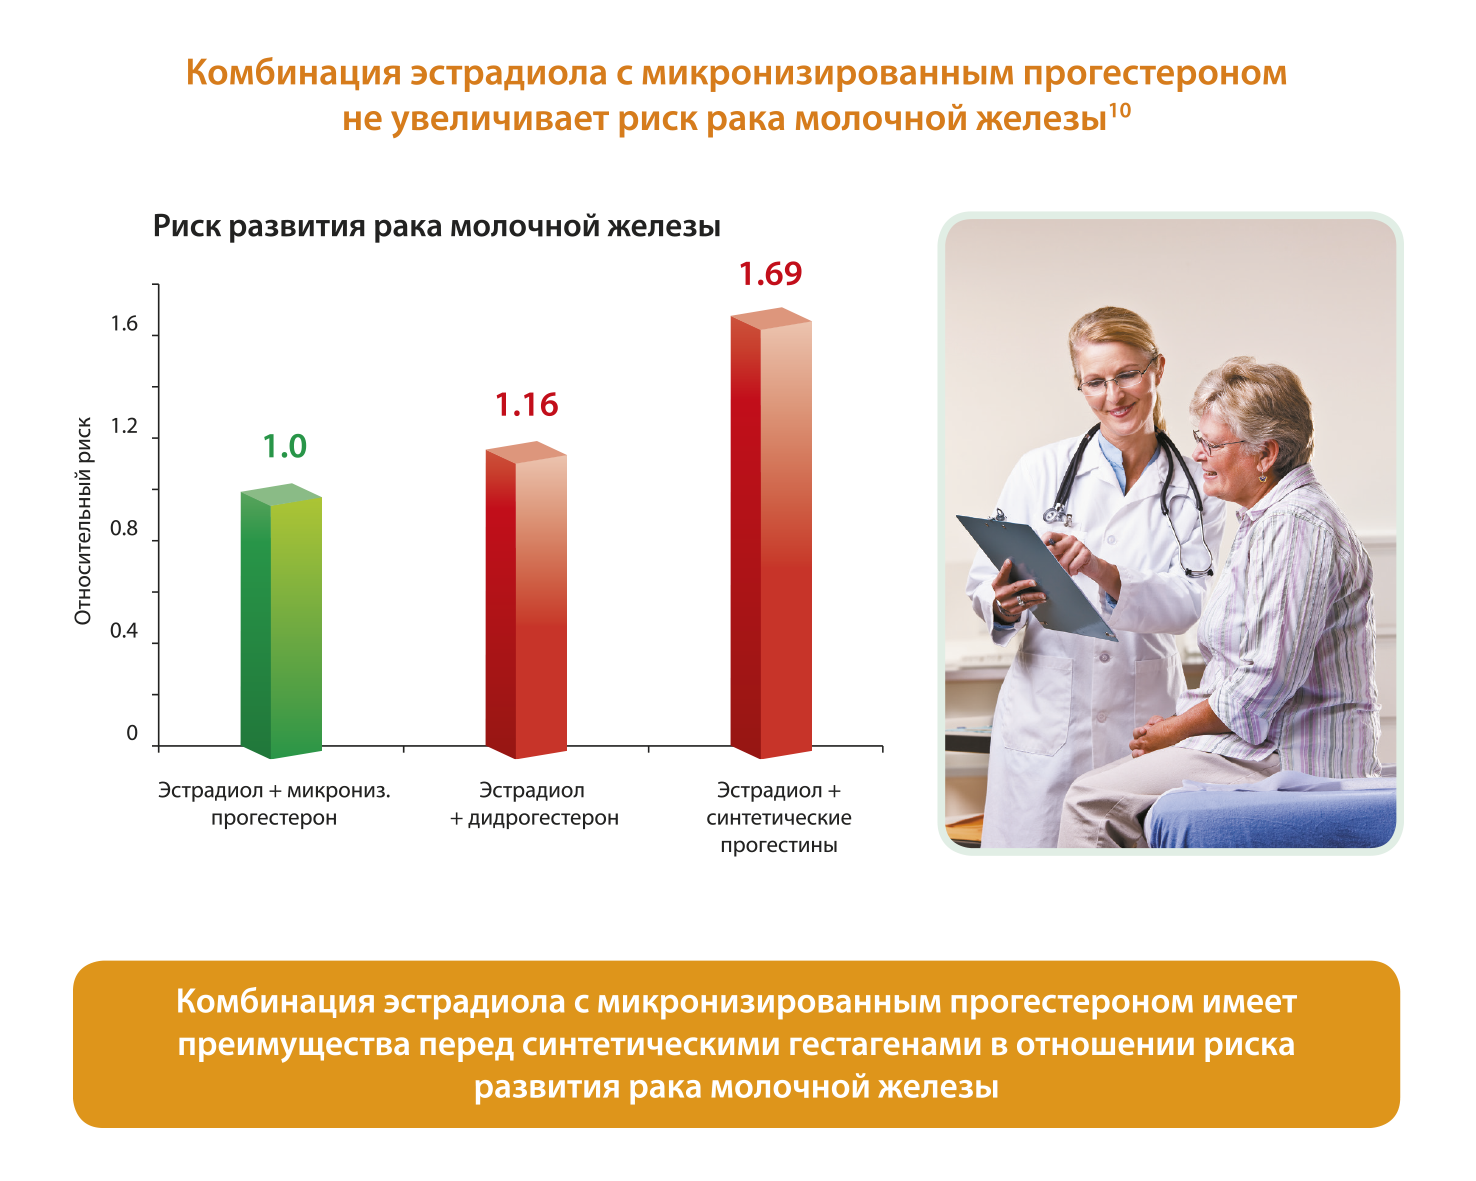 Комбинация эстрадиола с микронизированным прогестероном
не увеличивает риск рака молочной железы¹⁰
Риск развития рака молочной железы
Относительный риск
1.6
1.2
0.8
0.4
0
1.0
1.16
1.69
Эстрадиол + микрониз.
прогестерон
Эстрадиол
+ дидрогестерон
Эстрадиол +
синтетические
прогестины
Комбинация эстрадиола с микронизированным прогестероном имеет
преимущества перед синтетическими гестагенами в отношении риска
развития рака молочной железы